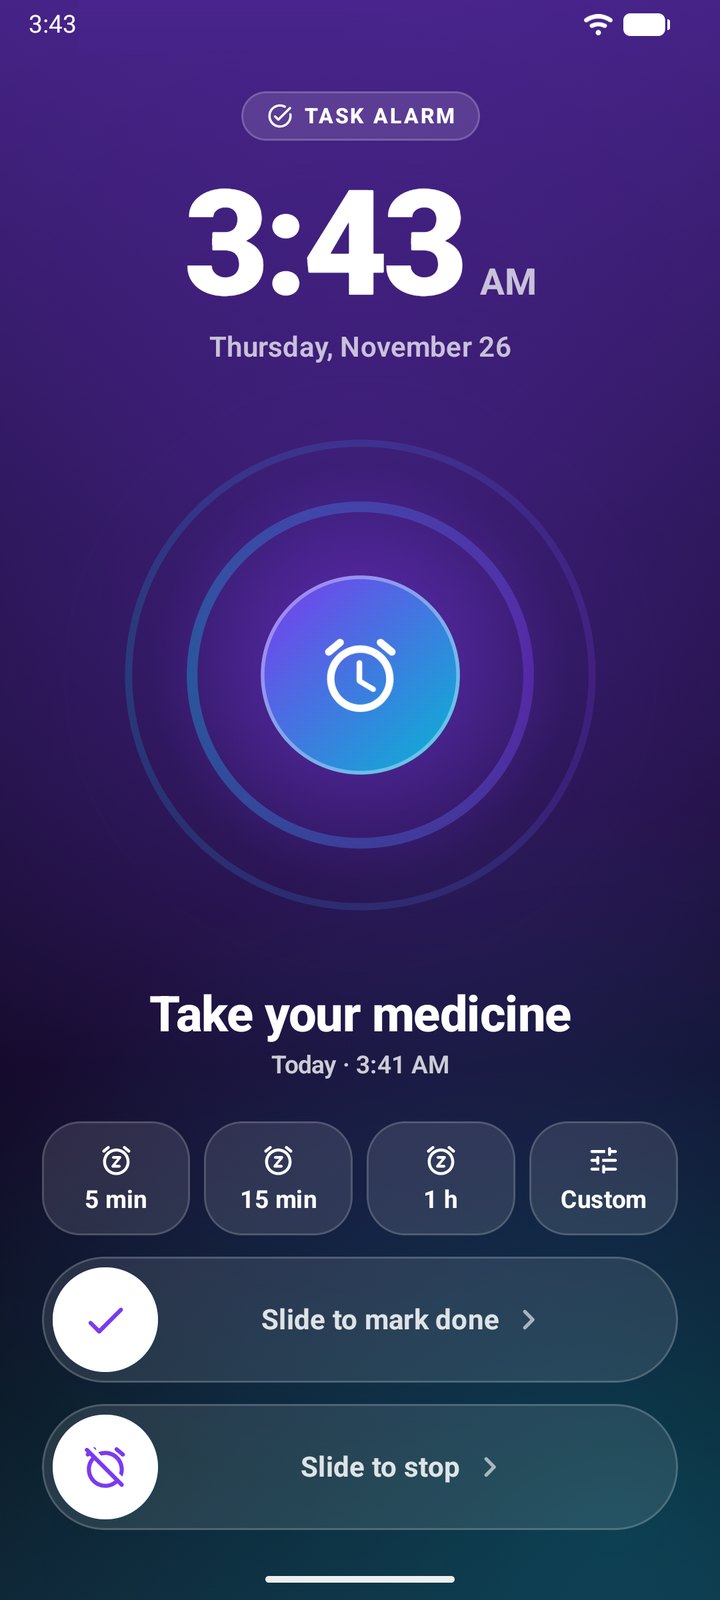 3:43
TASK ALARM
3:43 AM
Thursday, November 26
Take your medicine
Today · 3:41 AM
5 min
15 min
1 h
Custom
Slide to mark done
Slide to stop